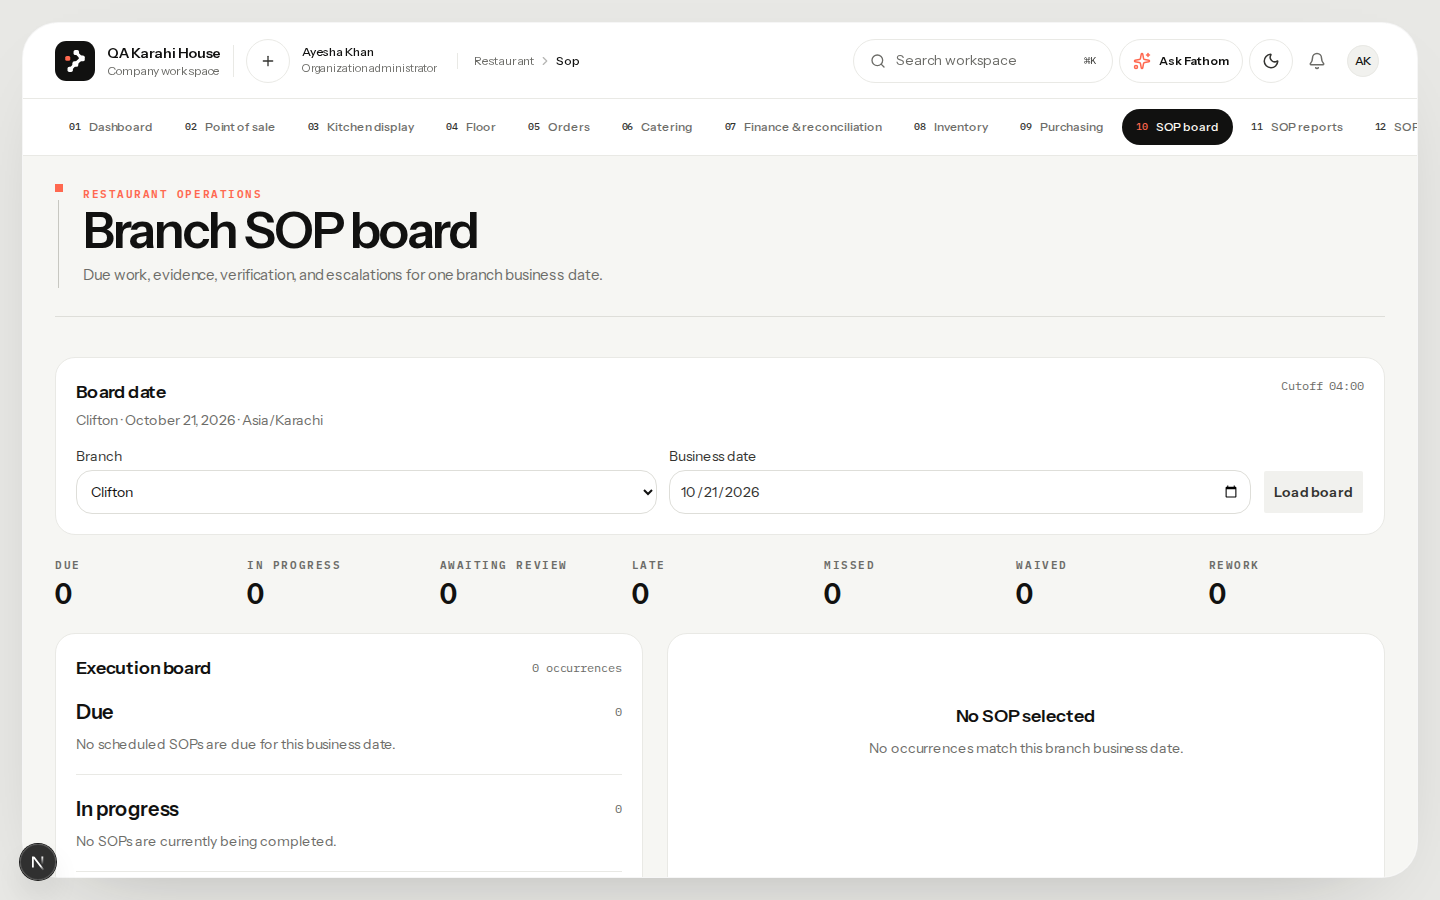 QA Karahi House
Company workspace
Ayesha Khan
Organization administrator
Restaurant > Sop
Search workspace ⌘K
Ask Fathom
AK
01 Dashboard 02 Point of sale 03 Kitchen display 04 Floor 05 Orders 06 Catering 07 Finance & reconciliation 08 Inventory 09 Purchasing 10 SOP board 11 SOP reports 12 SOP
RESTAURANT OPERATIONS
Branch SOP board
Due work, evidence, verification, and escalations for one branch business date.
Board date
Cutoff 04:00
Clifton · October 21, 2026 · Asia/Karachi
Branch
Business date
Clifton
10/21/2026
Load board
DUE IN PROGRESS AWAITING REVIEW LATE MISSED WAIVED REWORK
0 0 0 0 0 0 0
Execution board
0 occurrences
Due 0
No scheduled SOPs are due for this business date.
In progress 0
No SOPs are currently being completed.
No SOP selected
No occurrences match this branch business date.
N